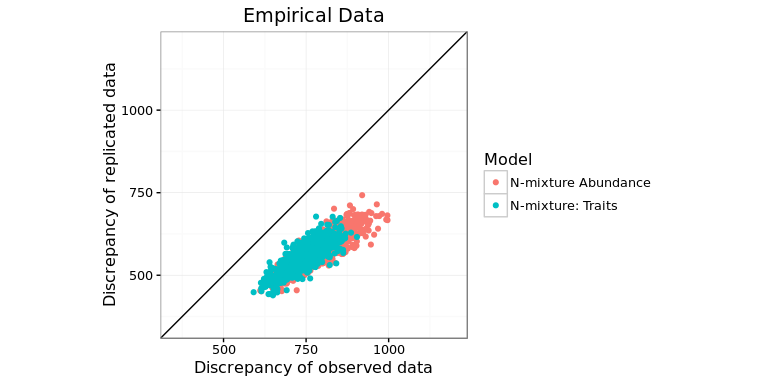 Empirical Data
Discrepancy of replicated data
1000
750
500
500 750 1000
Discrepancy of observed data
Model
N-mixture Abundance
N-mixture: Traits